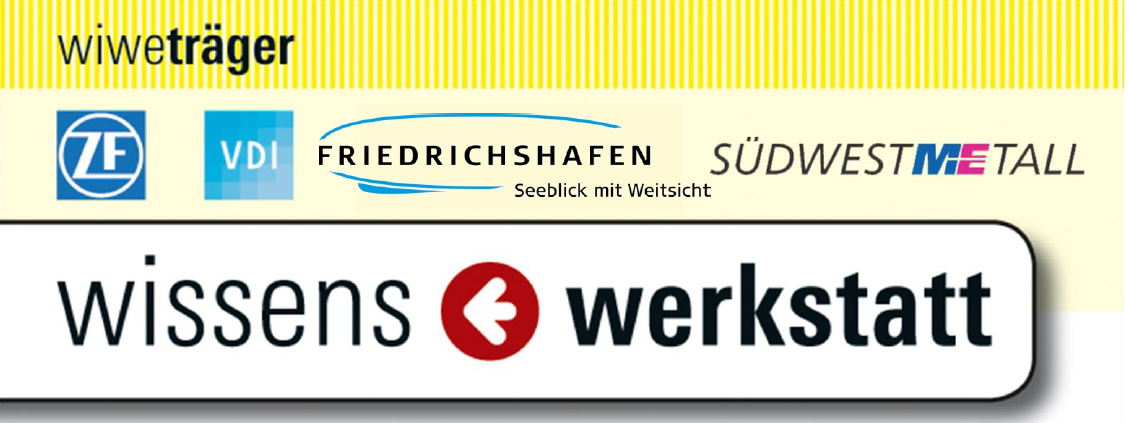 wiweträger
ZF VDI FRIEDRICHSHAFEN SÜDWESTMETALL
Seeblick mit Weitsicht
wissens werkstatt